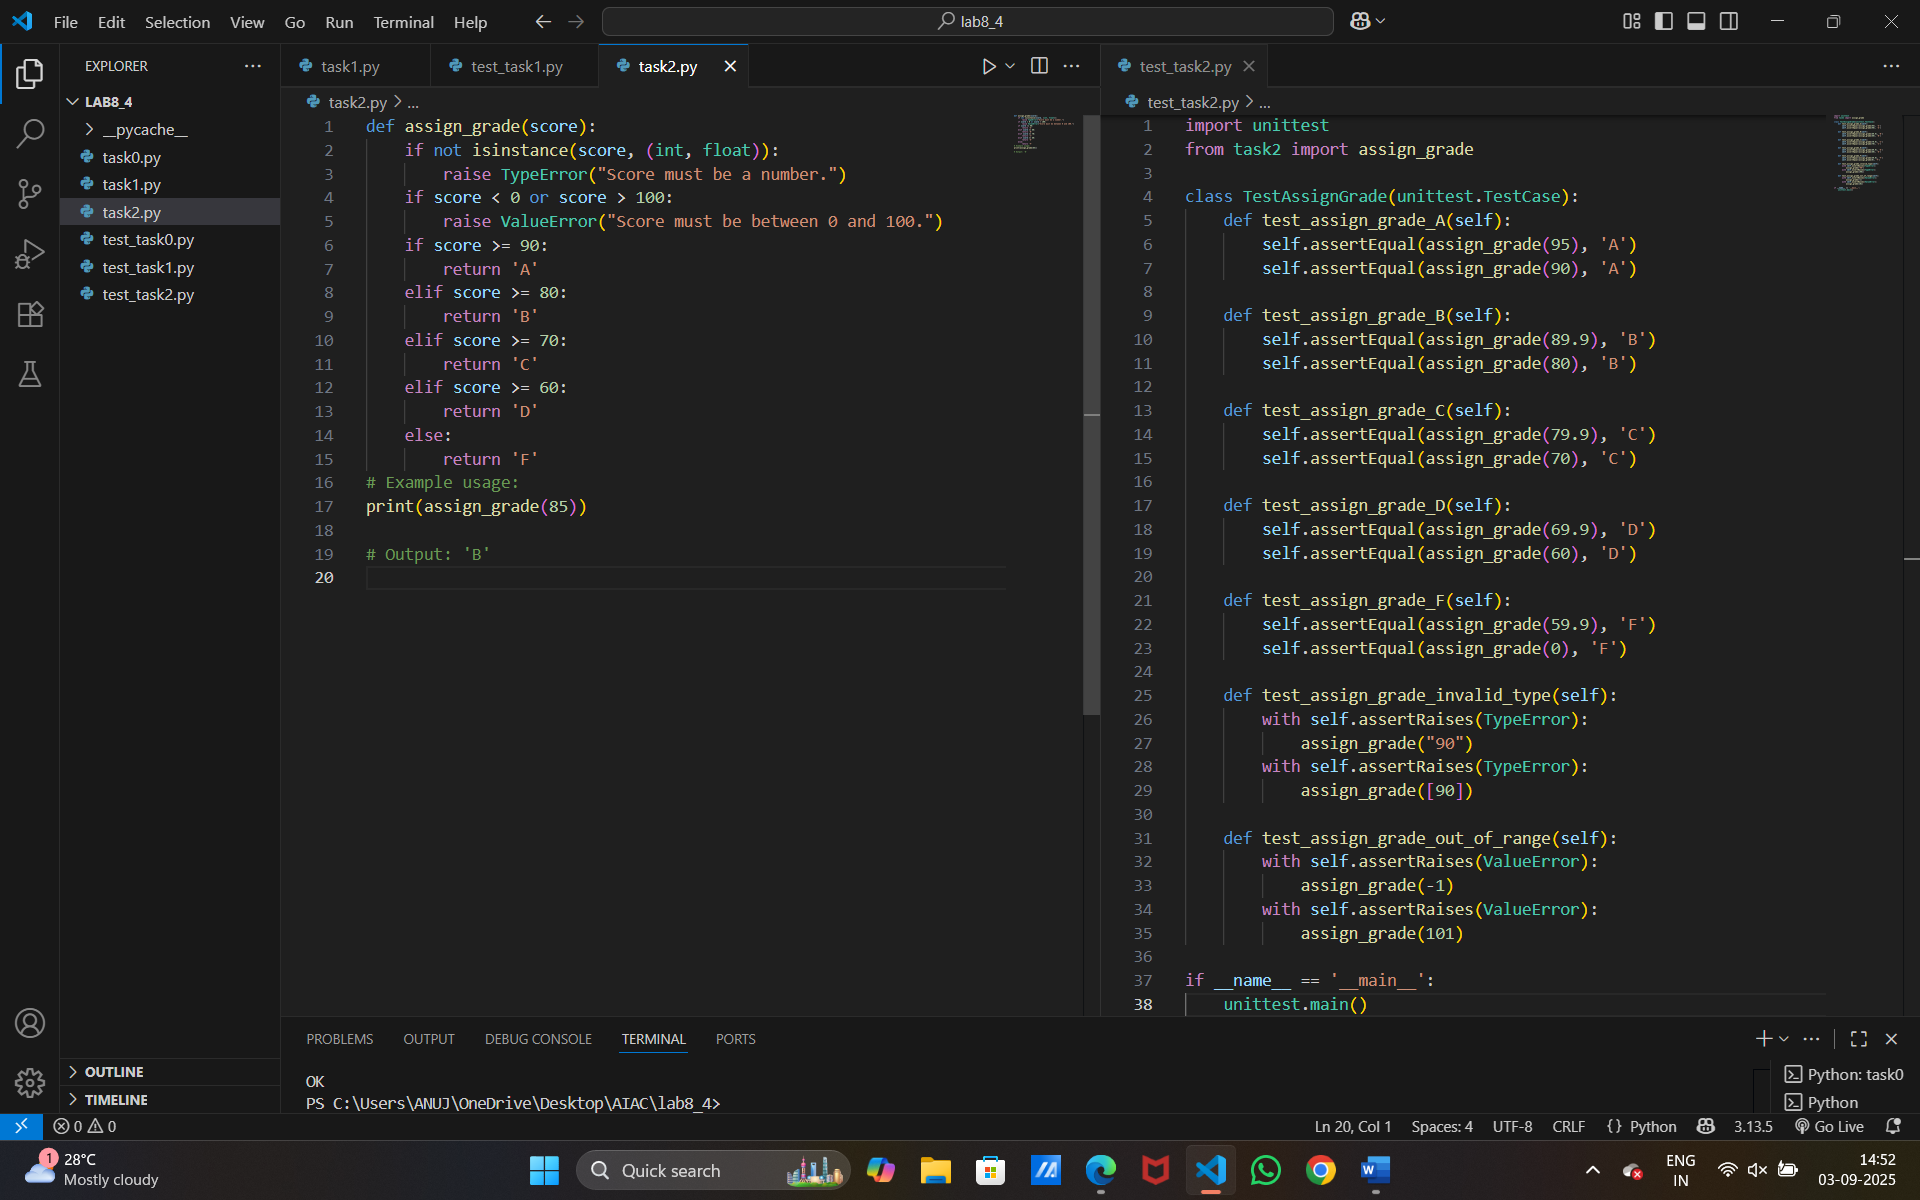 File Edit Selection View Go Run Terminal Help
lab8_4
EXPLORER
LAB8_4
__pycache__
task0.py
task1.py
task2.py
test_task0.py
test_task1.py
test_task2.py
OUTLINE
TIMELINE
task1.py
test_task1.py
task2.py
task2.py > ...
1 def assign_grade(score):
2 if not isinstance(score, (int, float)):
3 raise TypeError("Score must be a number.")
4 if score < 0 or score > 100:
5 raise ValueError("Score must be between 0 and 100.")
6 if score >= 90:
7 return 'A'
8 elif score >= 80:
9 return 'B'
10 elif score >= 70:
11 return 'C'
12 elif score >= 60:
13 return 'D'
14 else:
15 return 'F'
16 # Example usage:
17 print(assign_grade(85))
18
19 # Output: 'B'
20
test_task2.py
test_task2.py > ...
1 import unittest
2 from task2 import assign_grade
3
4 class TestAssignGrade(unittest.TestCase):
5 def test_assign_grade_A(self):
6 self.assertEqual(assign_grade(95), 'A')
7 self.assertEqual(assign_grade(90), 'A')
8
9 def test_assign_grade_B(self):
10 self.assertEqual(assign_grade(89.9), 'B')
11 self.assertEqual(assign_grade(80), 'B')
12
13 def test_assign_grade_C(self):
14 self.assertEqual(assign_grade(79.9), 'C')
15 self.assertEqual(assign_grade(70), 'C')
16
17 def test_assign_grade_D(self):
18 self.assertEqual(assign_grade(69.9), 'D')
19 self.assertEqual(assign_grade(60), 'D')
20
21 def test_assign_grade_F(self):
22 self.assertEqual(assign_grade(59.9), 'F')
23 self.assertEqual(assign_grade(0), 'F')
24
25 def test_assign_grade_invalid_type(self):
26 with self.assertRaises(TypeError):
27 assign_grade("90")
28 with self.assertRaises(TypeError):
29 assign_grade([90])
30
31 def test_assign_grade_out_of_range(self):
32 with self.assertRaises(ValueError):
33 assign_grade(-1)
34 with self.assertRaises(ValueError):
35 assign_grade(101)
36
37 if __name__ == '__main__':
38 unittest.main()
PROBLEMS OUTPUT DEBUG CONSOLE TERMINAL PORTS
OK
PS C:\Users\ANUJ\OneDrive\Desktop\AIAC\lab8_4>
Python: task0
Python
0 0
Ln 20, Col 1 Spaces: 4 UTF-8 CRLF {} Python 3.13.5 Go Live
1
28°C
Mostly cloudy
Quick search
ENG
IN
14:52
03-09-2025